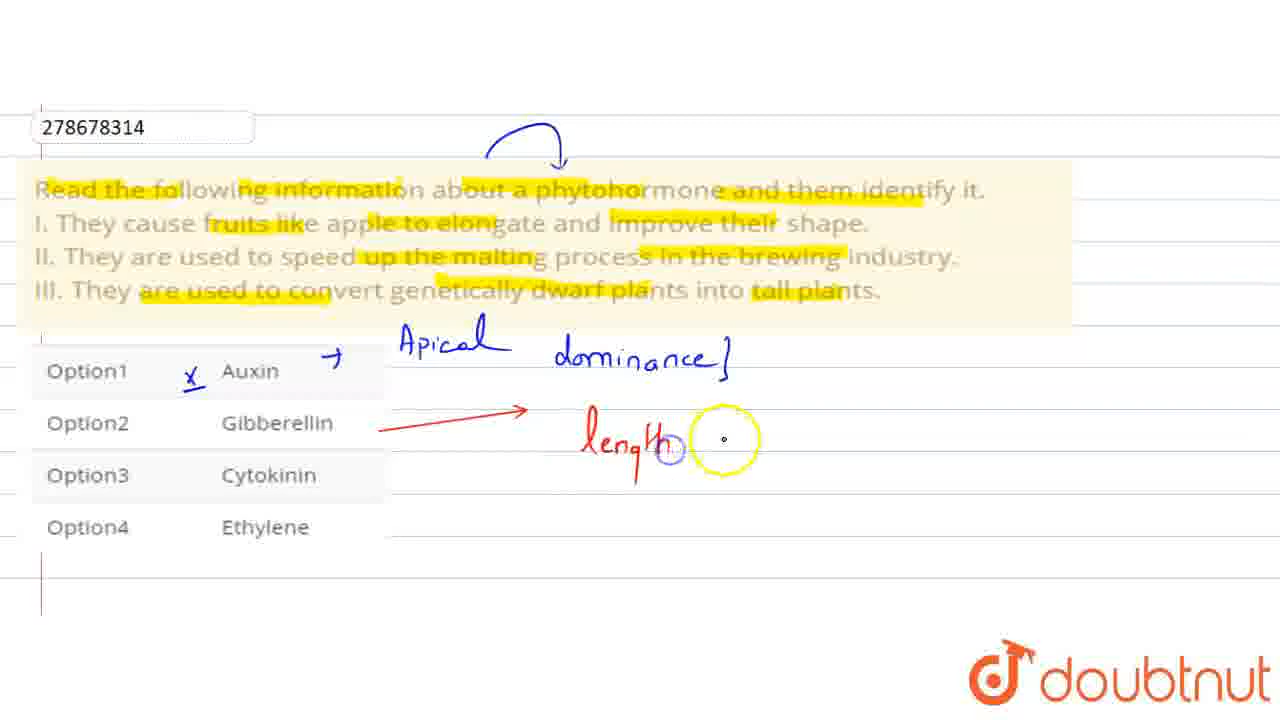 278678314
Read the following information about a phytohormone and them identify it.
I. They cause fruits like apple to elongate and improve their shape.
II. They are used to speed up the malting process in the brewing industry.
III. They are used to convert genetically dwarf plants into tall plants.
Option1 x Auxin → Apical dominance}
Option2 Gibberellin → length
Option3 Cytokinin
Option4 Ethylene
doubtnut